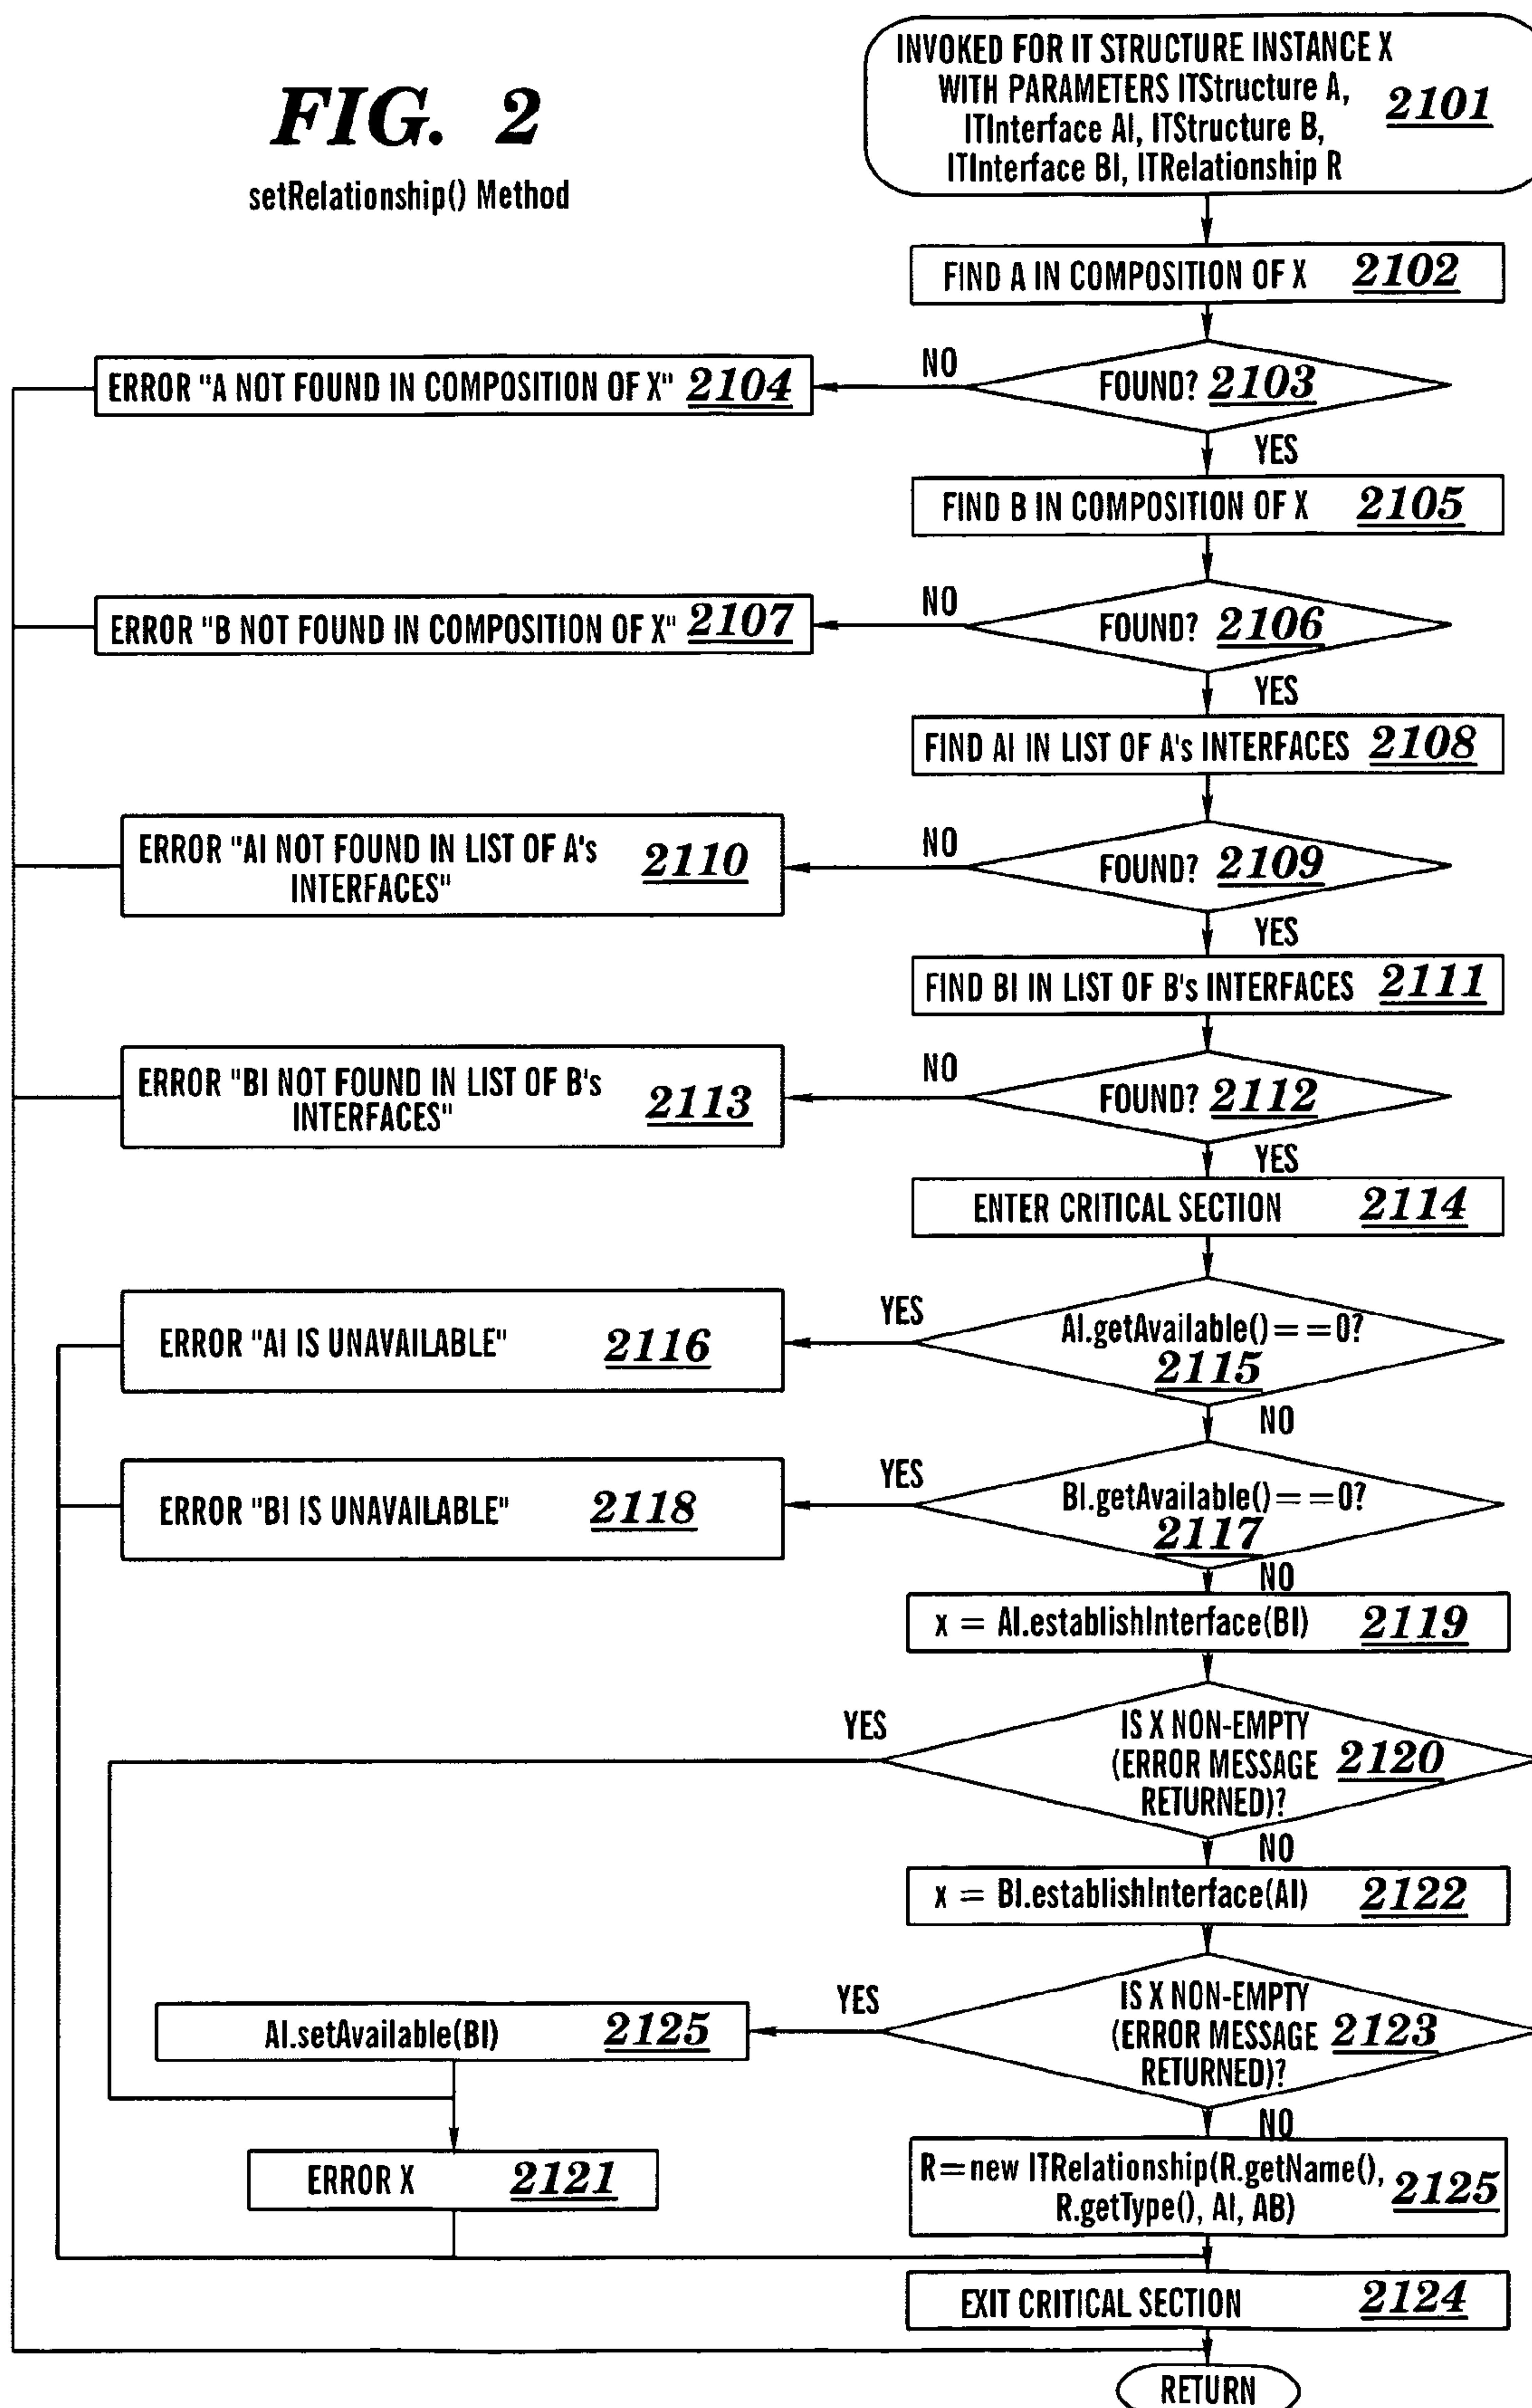 FIG. 2
setRelationship() Method
INVOKED FOR IT STRUCTURE INSTANCE X
WITH PARAMETERS ITStructure A,
ITInterface AI, ITStructure B,
ITInterface BI, ITRelationship R
2101
FIND A IN COMPOSITION OF X 2102
FOUND? 2103
NO
ERROR "A NOT FOUND IN COMPOSITION OF X" 2104
YES
FIND B IN COMPOSITION OF X 2105
FOUND? 2106
NO
ERROR "B NOT FOUND IN COMPOSITION OF X" 2107
YES
FIND AI IN LIST OF A's INTERFACES 2108
FOUND? 2109
NO
ERROR "AI NOT FOUND IN LIST OF A's
INTERFACES"
2110
YES
FIND BI IN LIST OF B's INTERFACES 2111
FOUND? 2112
NO
ERROR "BI NOT FOUND IN LIST OF B's
INTERFACES"
2113
YES
ENTER CRITICAL SECTION 2114
AI.getAvailable()==0?
2115
YES
ERROR "AI IS UNAVAILABLE" 2116
NO
BI.getAvailable()==0?
2117
YES
ERROR "BI IS UNAVAILABLE" 2118
NO
x = AI.establishInterface(BI) 2119
IS X NON-EMPTY
(ERROR MESSAGE
RETURNED)?
2120
YES
NO
x = BI.establishInterface(AI) 2122
IS X NON-EMPTY
(ERROR MESSAGE
RETURNED)?
2123
YES
AI.setAvailable(BI) 2125
NO
ERROR X 2121
R=new ITRelationship(R.getName(),
R.getType(), AI, AB)
2125
EXIT CRITICAL SECTION 2124
RETURN